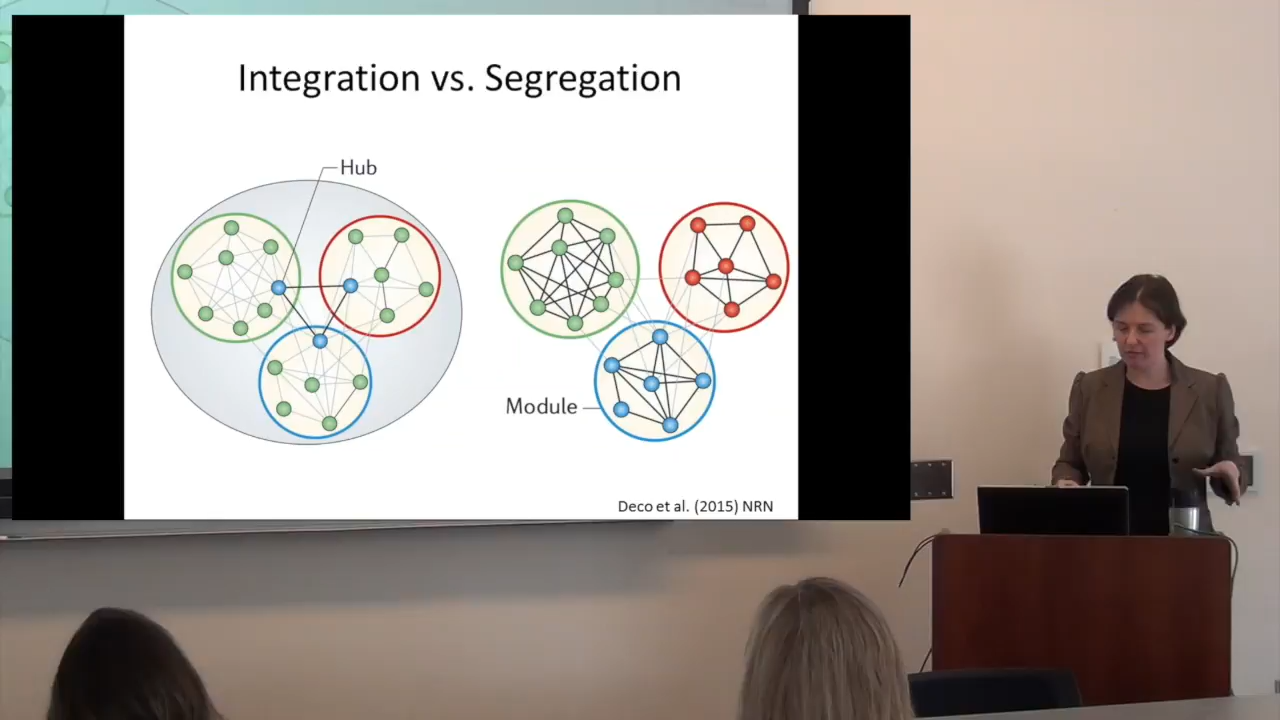 Integration vs. Segregation
Hub
Module
Deco et al. (2015) NRN